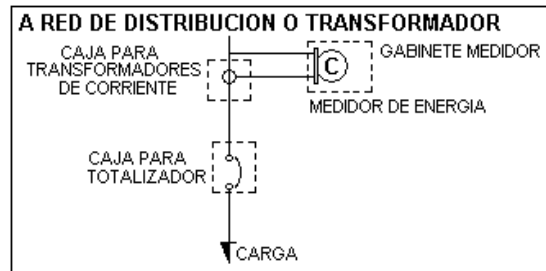 A RED DE DISTRIBUCION O TRANSFORMADOR
CAJA PARA
TRANSFORMADORES
DE CORRIENTE
GABINETE MEDIDOR
C
MEDIDOR DE ENERGIA
CAJA PARA
TOTALIZADOR
CARGA